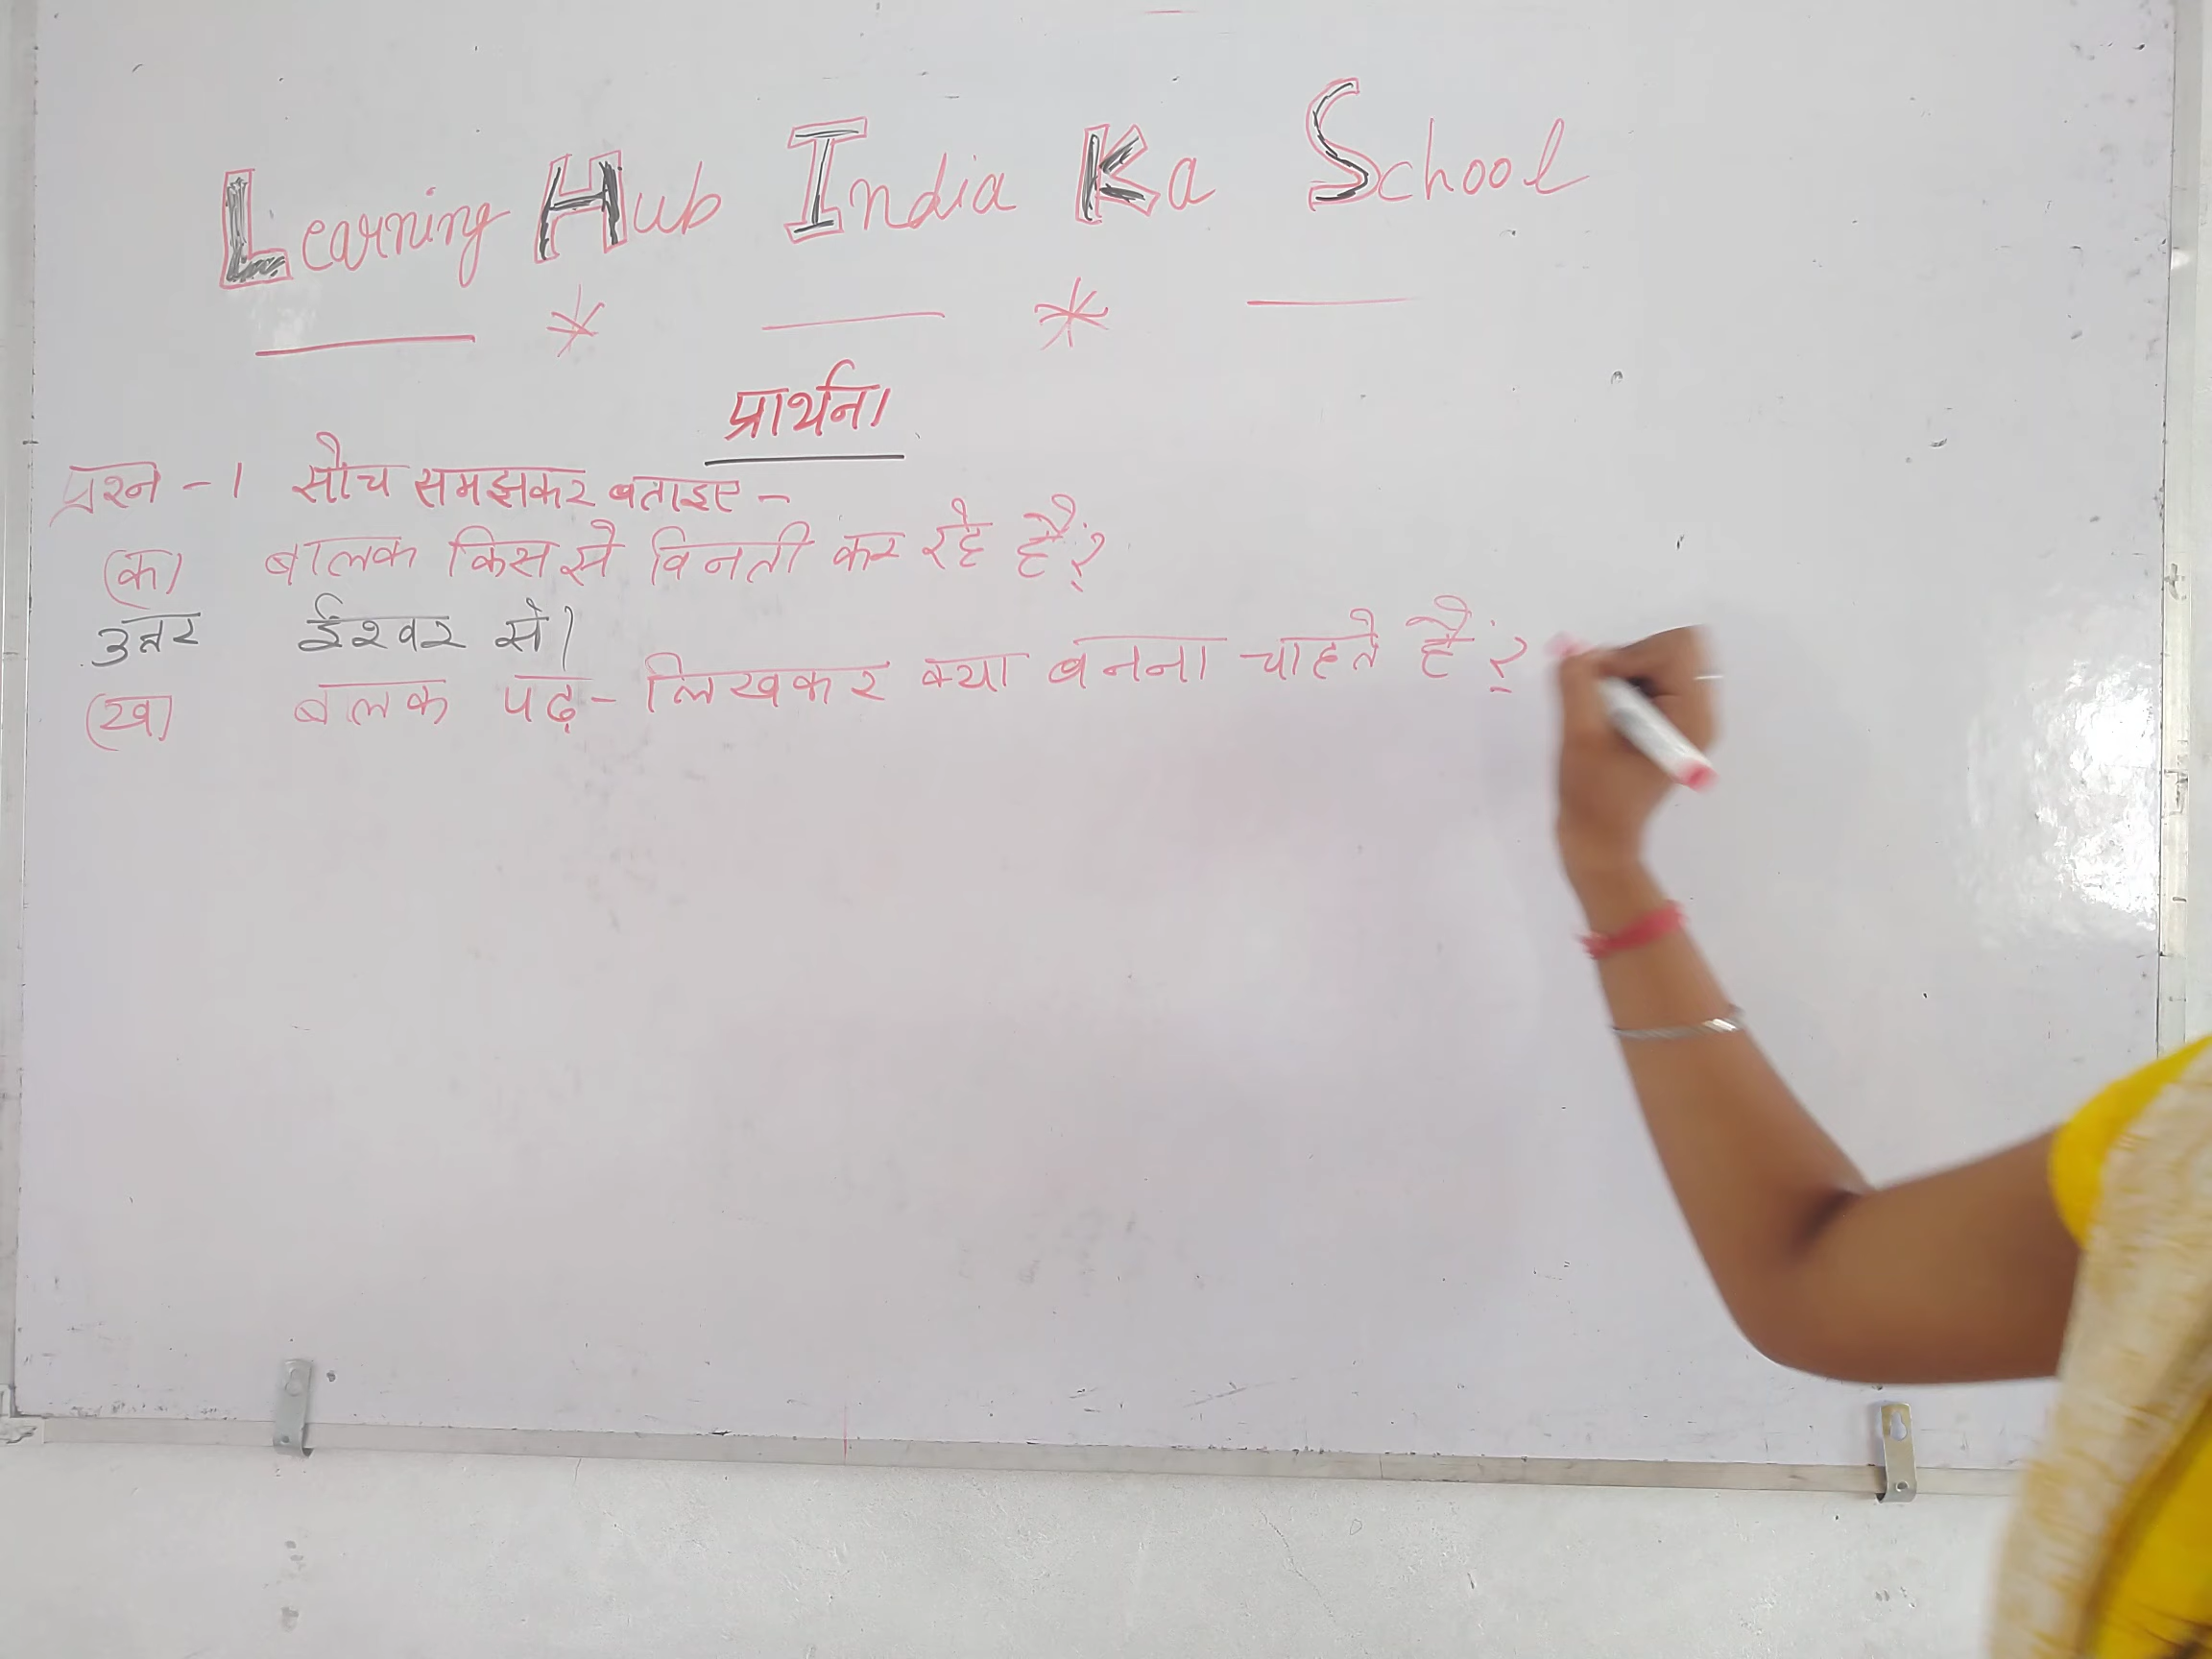 Learning Hub India Ka School
प्रार्थना
प्रश्न -1 सोच समझकर बताइए -
(क) बालक किससे विनती कर रहे हैं?
उत्तर ईश्वर से।
(ख) बालक पढ़-लिखकर क्या बनना चाहते हैं?